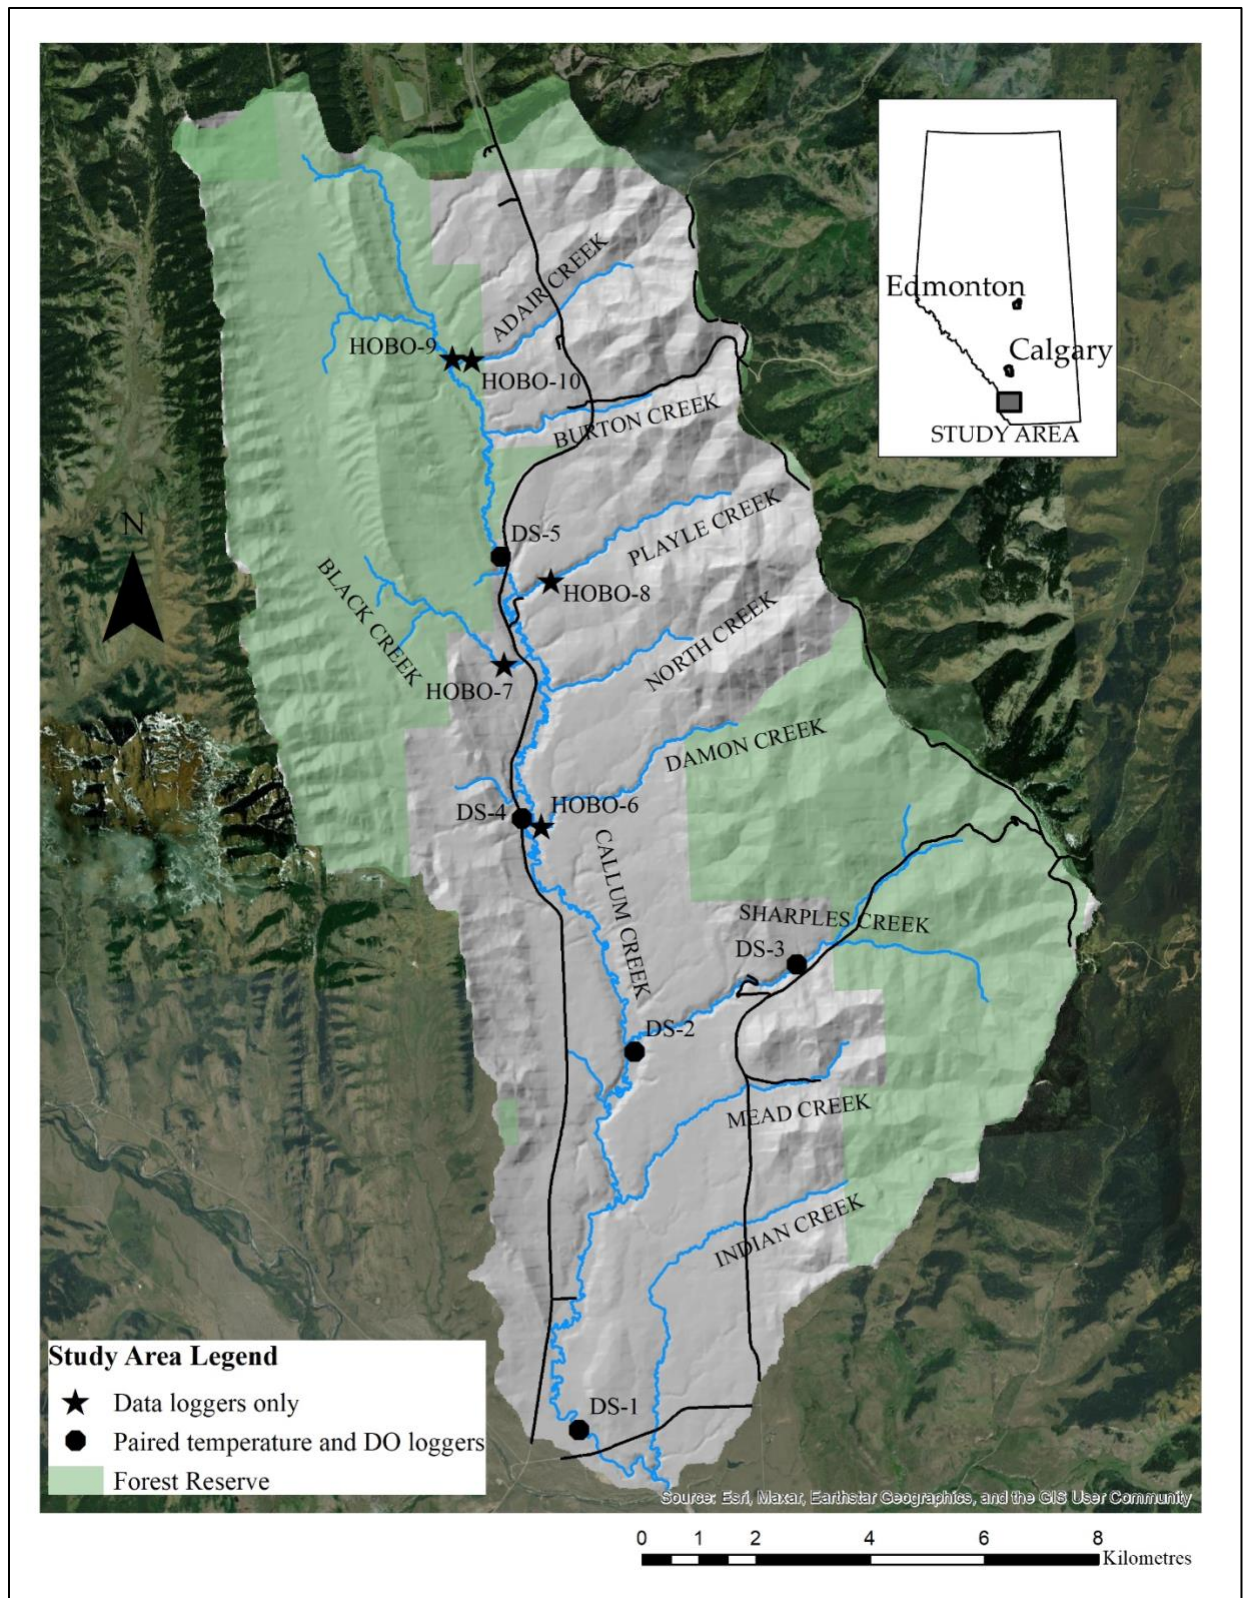 Edmonton
Calgary
STUDY AREA
ADAIR CREEK
HOBO-9
HOBO-10
BURTON CREEK
N
DS-5
PLAYLE CREEK
HOBO-8
BLACK CREEK
NORTH CREEK
HOBO-7
DAMON CREEK
DS-4
HOBO-6
CALLUM CREEK
SHARPLES CREEK
DS-3
DS-2
MEAD CREEK
INDIAN CREEK
Study Area Legend
Data loggers only
Paired temperature and DO loggers
Forest Reserve
DS-1
Source: Esri, Maxar, Earthstar Geographics, and the GIS User Community
0 1 2 4 6 8
Kilometres